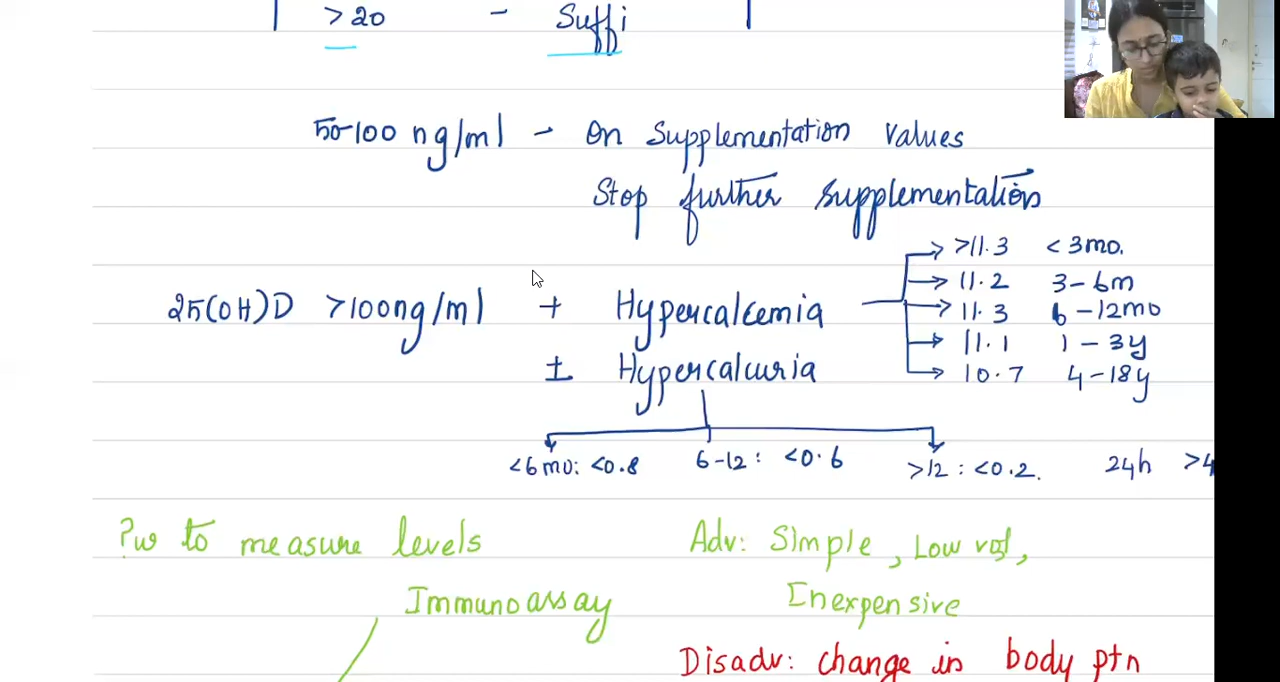 >20 - Suffi
50-100 ng/ml - On supplementation values
Stop further supplementation
>11.3 <3mo.
11.2 3-6m
25(OH)D >100ng/ml + Hypercalcemia 11.3 6-12mo
11.1 1-3y
± Hypercalcuria 10.7 4-18y
<6mo: <0.8 6-12: <0.6 >12: <0.2. 24h >4
?w to measure levels Adv: Simple, Low vol,
Immunoassay Inexpensive
Disadv: change in body ptn